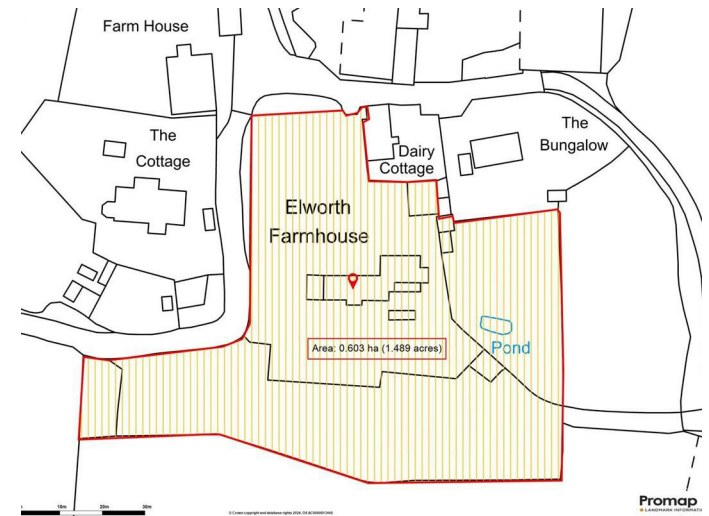 Farm House
The
Cottage
Elworth
Farmhouse
Dairy
Cottage
The
Bungalow
Area: 0.603 ha (1.489 acres)
Pond
10m 20m 30m
Promap